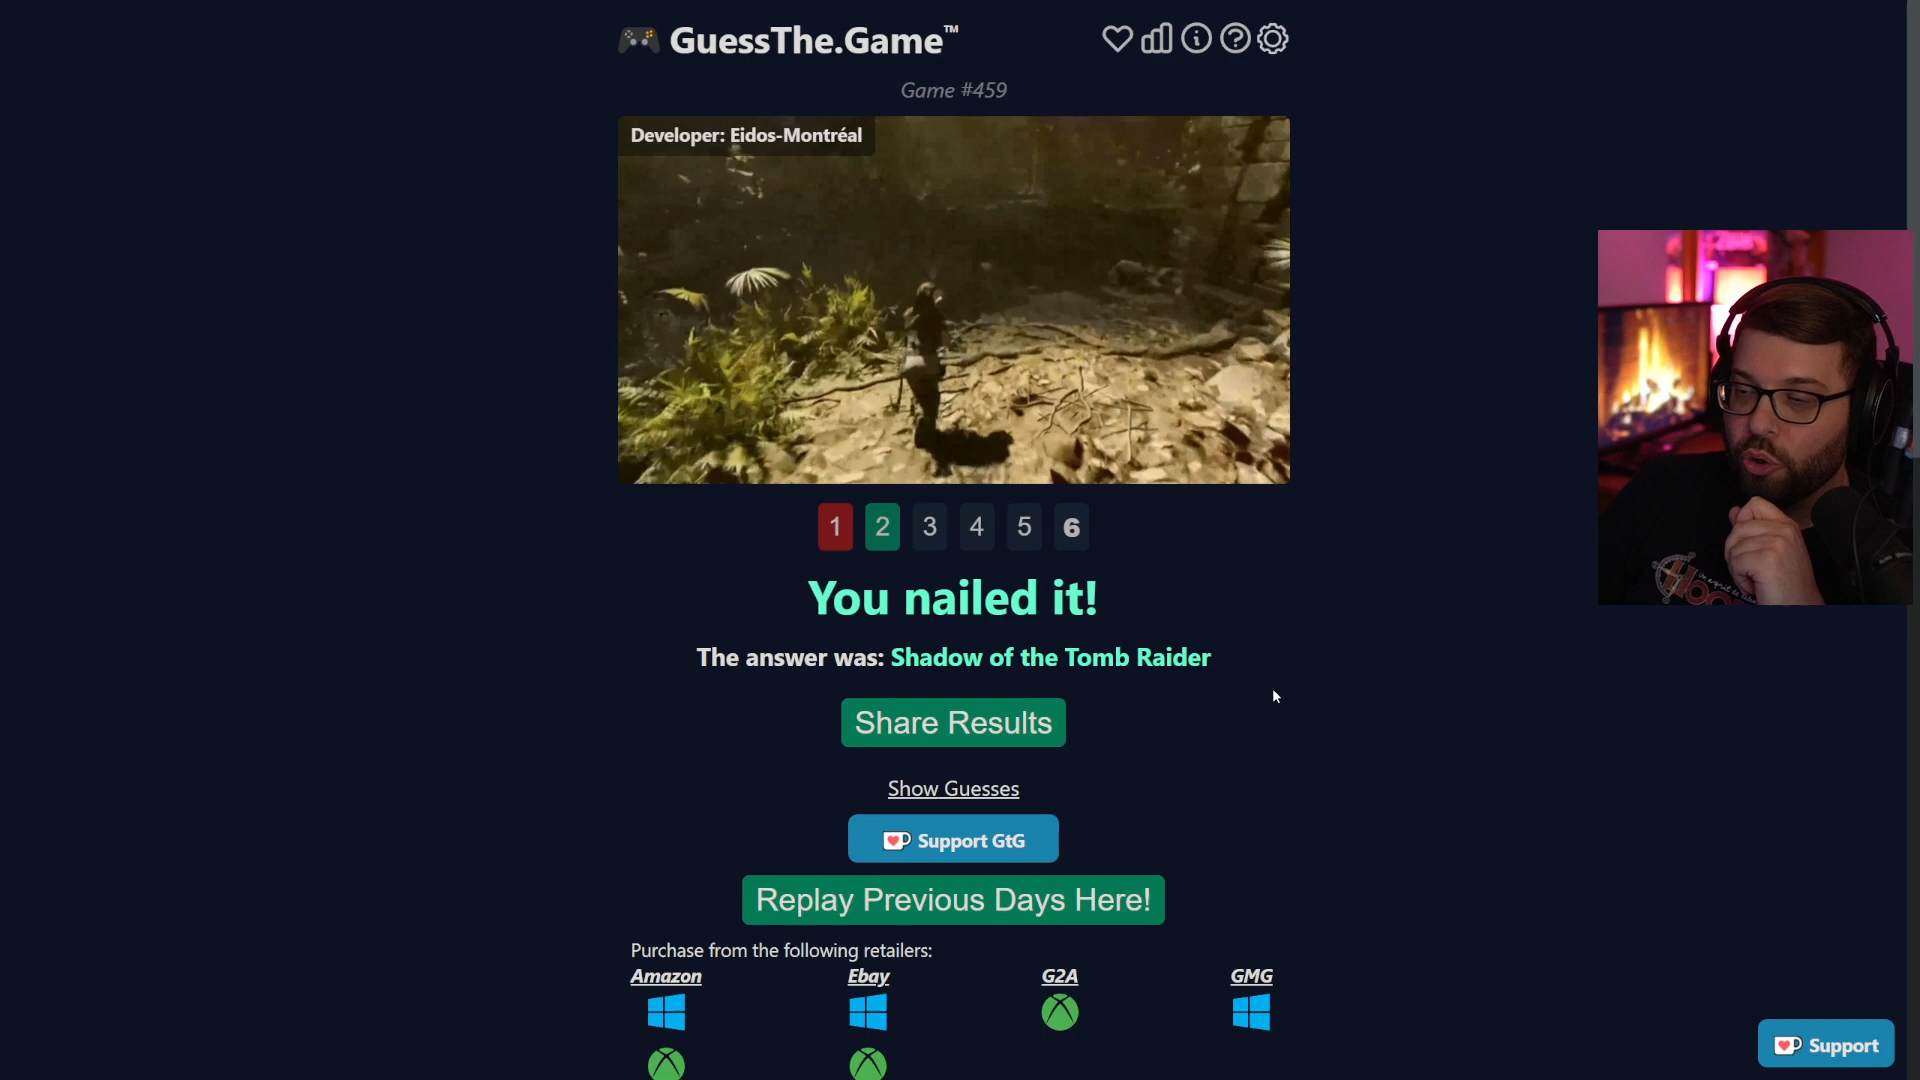 GuessThe.Game™
Game #459
Developer: Eidos-Montréal
1 2 3 4 5 6
You nailed it!
The answer was: Shadow of the Tomb Raider
Share Results
Show Guesses
Support GtG
Replay Previous Days Here!
Purchase from the following retailers:
Amazon Ebay G2A GMG
Support